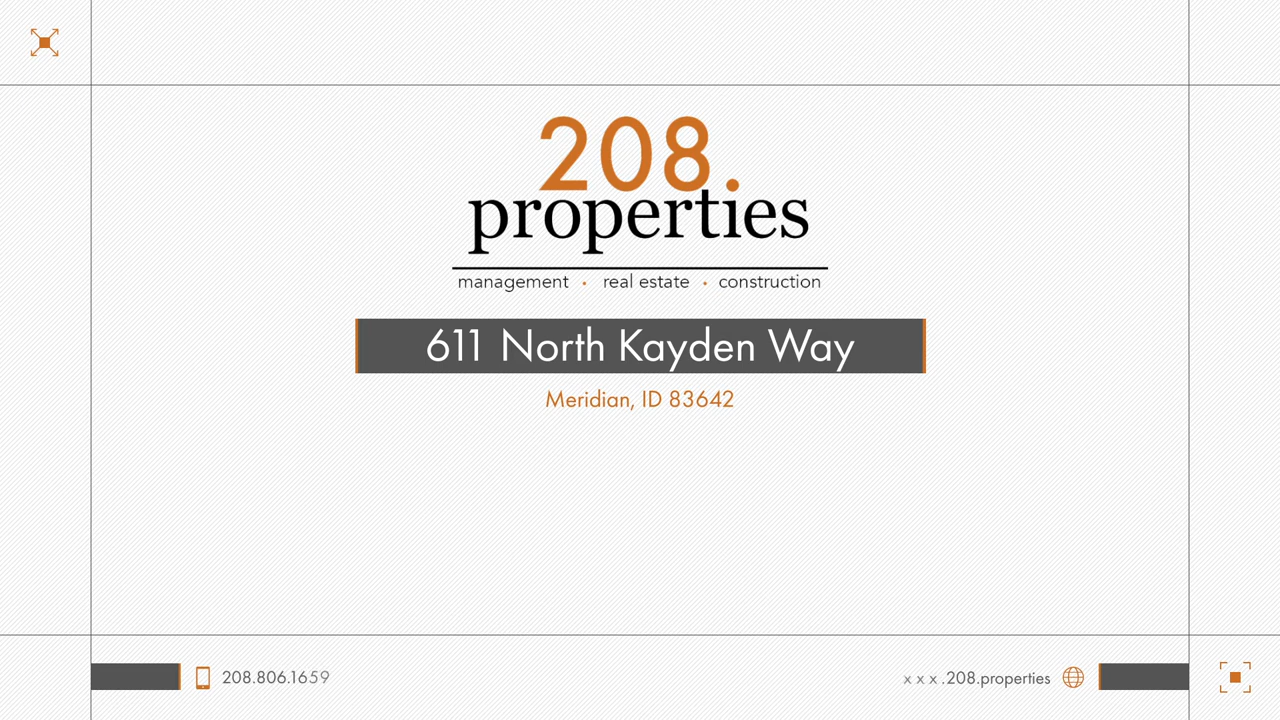 208.
properties
management • real estate • construction
611 North Kayden Way
Meridian, ID 83642
208.806.1659
x x x .208.properties